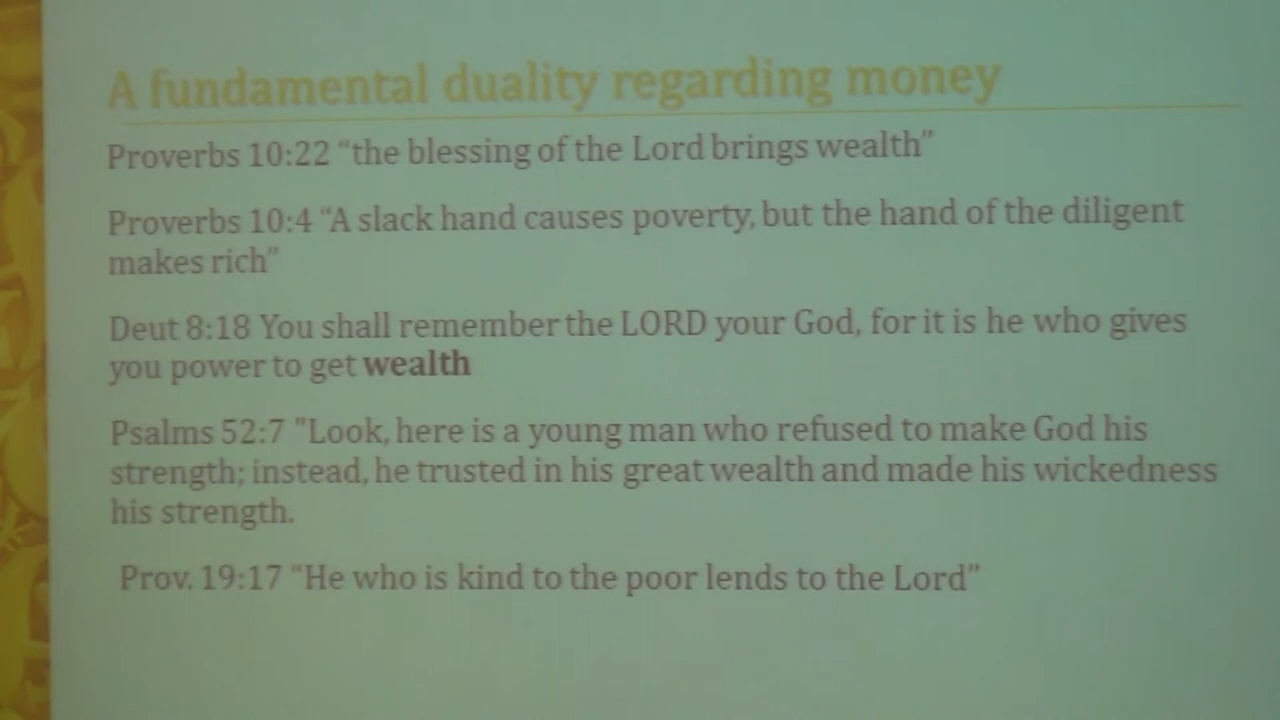 A fundamental duality regarding money
Proverbs 10:22 “the blessing of the Lord brings wealth”
Proverbs 10:4 “A slack hand causes poverty, but the hand of the diligent
makes rich”
Deut 8:18 You shall remember the LORD your God, for it is he who gives
you power to get wealth
Psalms 52:7 “Look, here is a young man who refused to make God his
strength; instead, he trusted in his great wealth and made his wickedness
his strength.
Prov. 19:17 “He who is kind to the poor lends to the Lord”